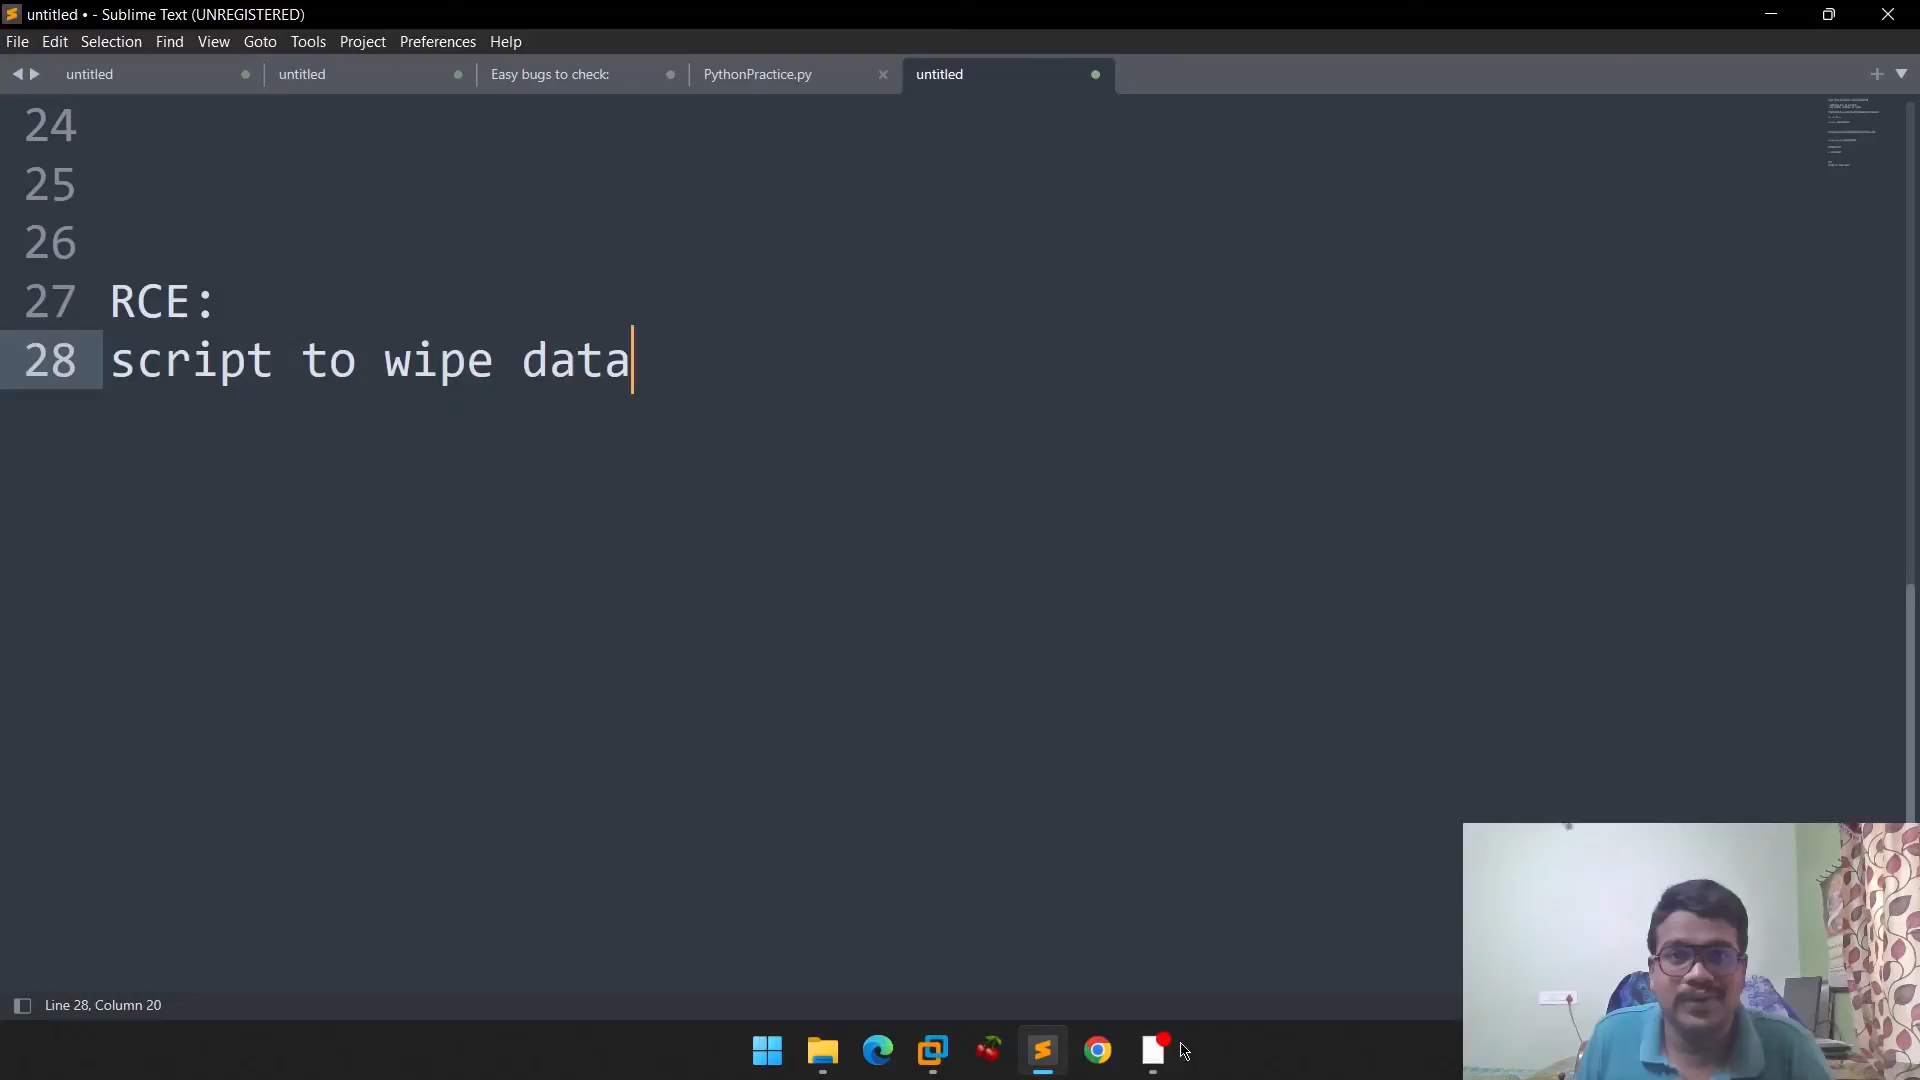 untitled • - Sublime Text (UNREGISTERED)
File Edit Selection Find View Goto Tools Project Preferences Help
untitled untitled Easy bugs to check: PythonPractice.py untitled
24
25
26
27 RCE:
28 script to wipe data
Line 28, Column 20